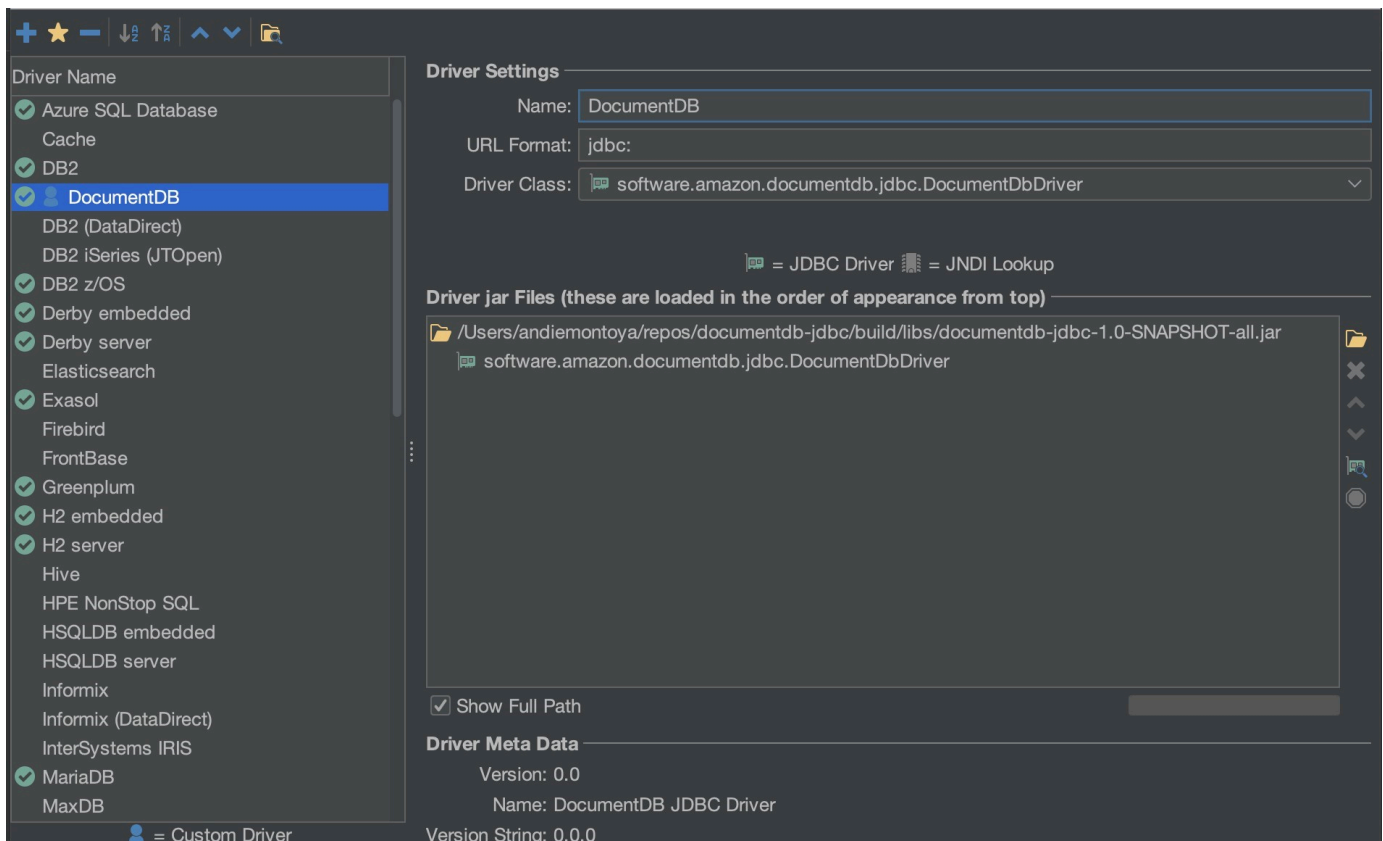 Driver Name
Azure SQL Database
Cache
DB2
DocumentDB
DB2 (DataDirect)
DB2 iSeries (JTOpen)
DB2 z/OS
Derby embedded
Derby server
Elasticsearch
Exasol
Firebird
FrontBase
Greenplum
H2 embedded
H2 server
Hive
HPE NonStop SQL
HSQLDB embedded
HSQLDB server
Informix
Informix (DataDirect)
InterSystems IRIS
MariaDB
MaxDB
= Custom Driver
Driver Settings
Name: DocumentDB
URL Format: jdbc:
Driver Class: software.amazon.documentdb.jdbc.DocumentDbDriver
= JDBC Driver = JNDI Lookup
Driver jar Files (these are loaded in the order of appearance from top)
/Users/andiemontoya/repos/documentdb-jdbc/build/libs/documentdb-jdbc-1.0-SNAPSHOT-all.jar
software.amazon.documentdb.jdbc.DocumentDbDriver
Show Full Path
Driver Meta Data
Version: 0.0
Name: DocumentDB JDBC Driver
Version String: 0.0.0